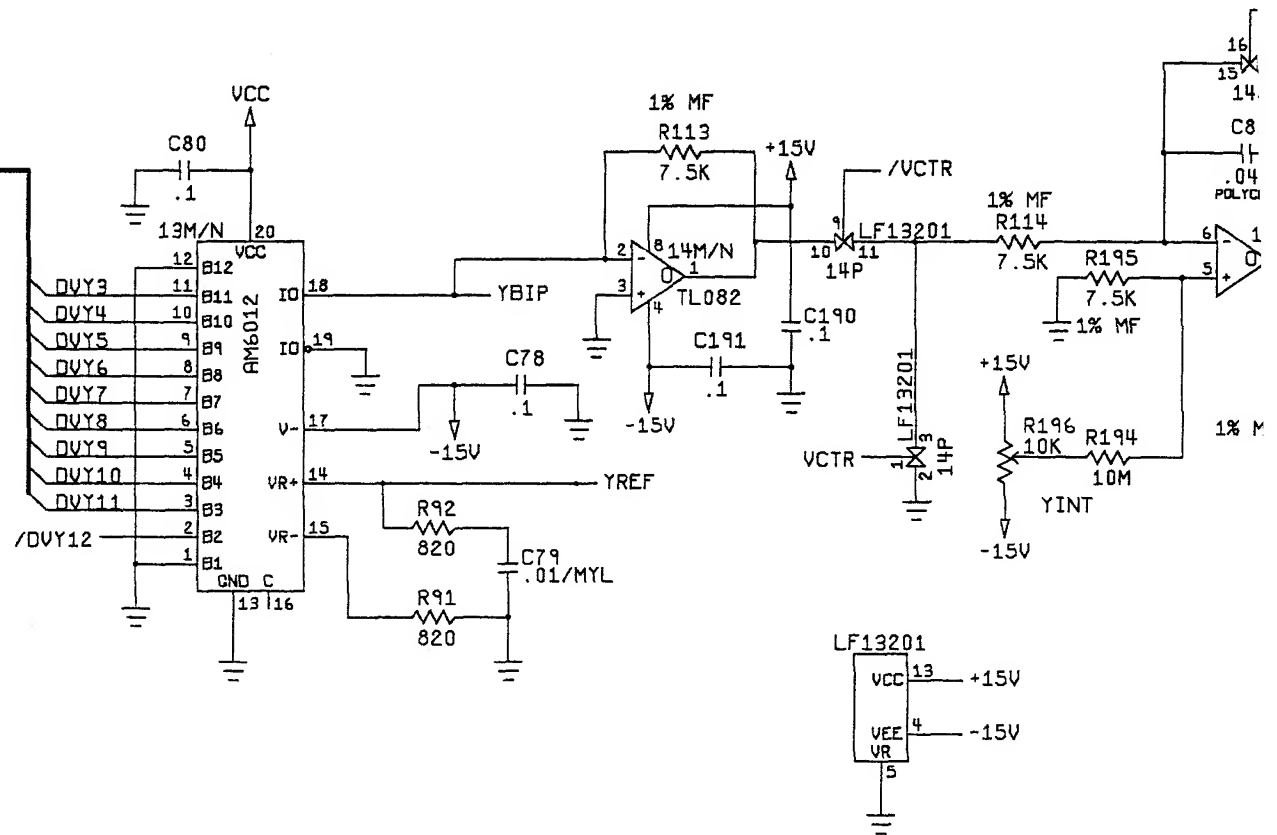 VCC
C80
.1
13M/N
20
VCC
12 B12
DVY3 11 B11
DVY4 10 B10
DVY5 9 B9
DVY6 8 B8
DVY7 7 B7
DVY8 6 B6
DVY9 5 B5
DVY10 4 B4
DVY11 3 B3
/DVY12 2 B2
1 B1
AM6012
IO 18
IO 19
V- 17
VR+ 14
VR- 15
GND C
13 16
YBIP
C78
.1
-15V
YREF
R92
820
C79
.01/MYL
R91
820
1% MF
R113
7.5K
+15V
2 -
3 +
8
14M/N
0
1
4
TL082
C190
.1
C191
.1
-15V
/VCTR
9
LF13201
10 11
14P
1% MF
R114
7.5K
R195
7.5K
1% MF
LF13201
VCTR
1
3
2
14P
+15V
R196
10K
R194
10M
YINT
-15V
16
15
14
C8
.04
6 -
5 +
0
1% M
LF13201
VCC 13 +15V
VEE 4 -15V
VR
5